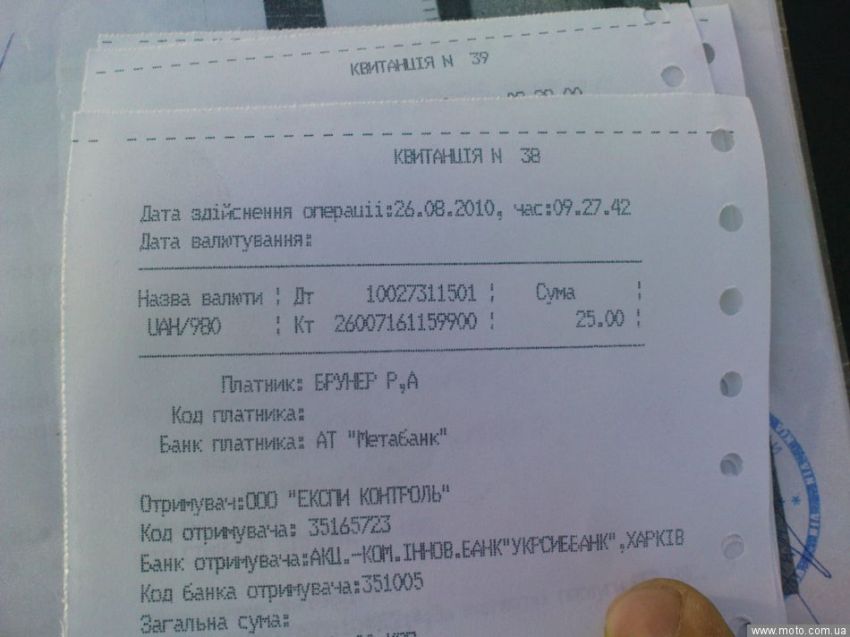 КВИТАНЦІЯ N 39
КВИТАНЦІЯ N 38
Дата здійснення операціі:26.08.2010, час:09.27.42
Дата валютування:
Назва валюти ¦ Дт 10027311501 ¦ Сума ¦
UAH/980 ¦ Кт 26007161159900 ¦ 25.00 ¦
Платник: БРУНЕР Р,А
Код платника:
Банк платника: АТ "Метабанк"
Отримувач:ООО "ЕКСПИ КОНТРОЛЬ"
Код отримувача: 35165723
Банк отримувача:АКЦ.-КОМ.ІННОВ.БАНК"УКРСИББАНК",ХАРКІВ
Код банка отримувача:351005
Загальна сума:
www.moto.com.ua